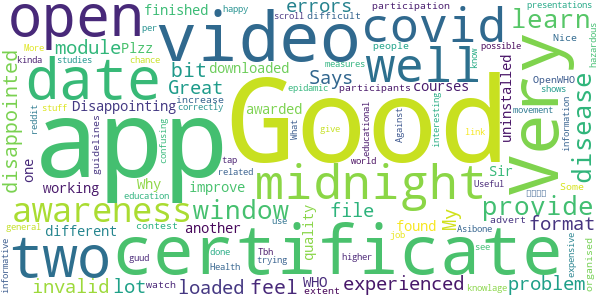 open
video
covid
finished
errors
participation
presentations
happy
scroll
difficult
Nice
More
kinda
module
Plzz
well
learn
per
chance
date
bit
Says
people
possible
hazardous
studies
Great
downloaded
measures
know
OpenWHO
stuff
awarded
participants
courses
shows
disappointed
Disappointing
epidemic
reddit
increase
correctly
What
Against
educational
interesting
uninstalled
Very
movement
information
disease
app
Good
give
link
one
working
guidelines
confusing
Why
tap
related
world
Sir
Useful
education
improve
midnight
provide
Some
awareness
window
file
My
format
general
contest
use
quality
found
advert
Asibone
different
another
job
see
two
certificate
informative
guud
done
Tbh
higher
extent
expensive
organised
Health
trying
invalid
lot
watch
loaded
feel
WHO
experienced
problem
knowlage